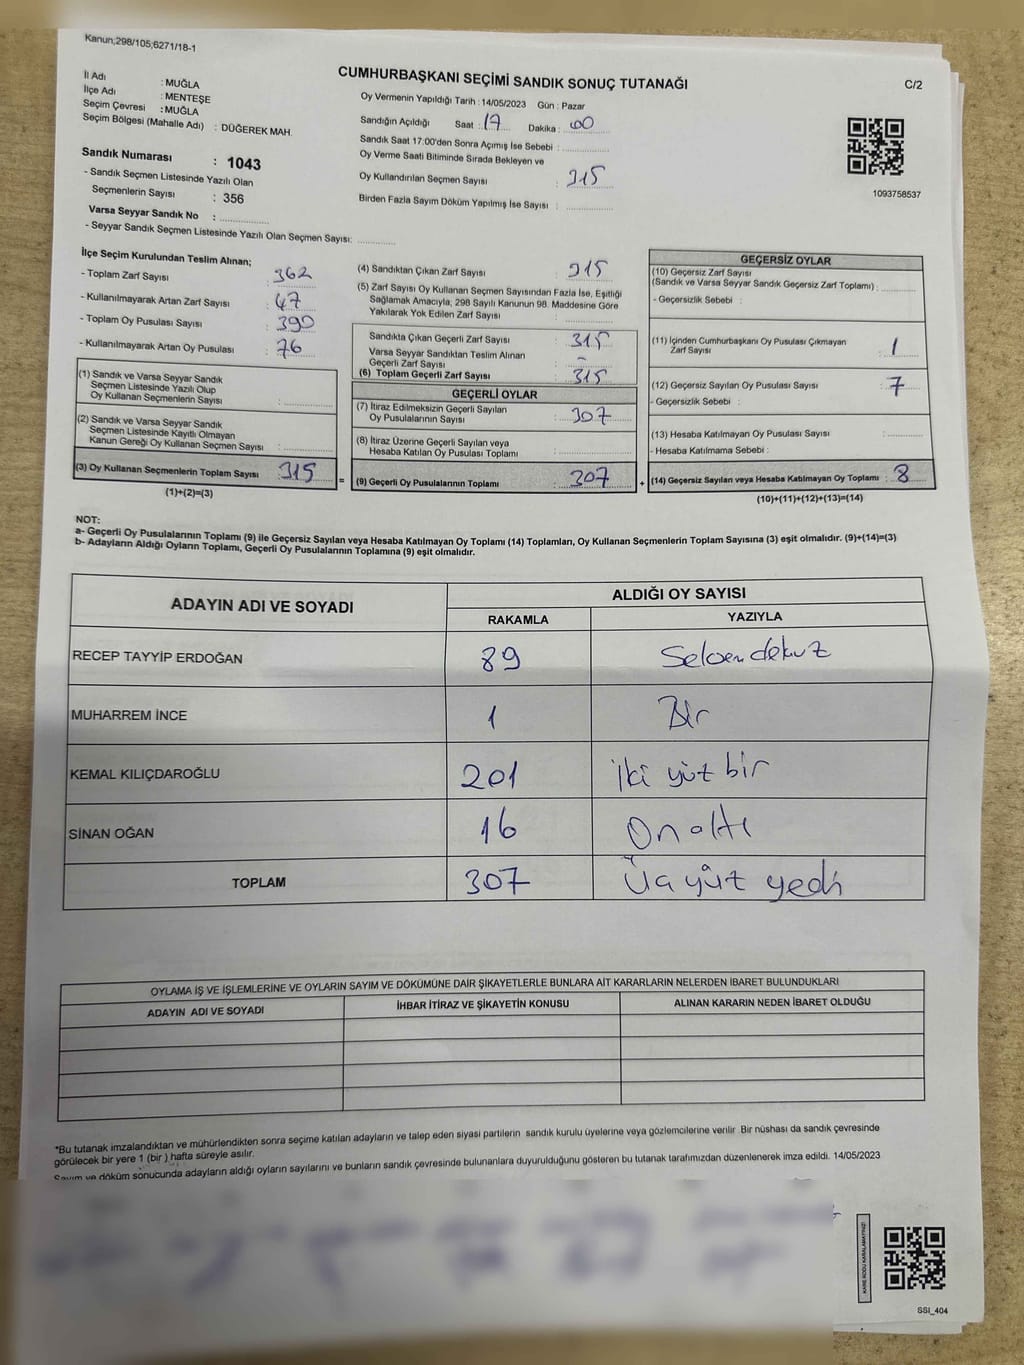 Kanun;298/105;6271/18-1
CUMHURBAŞKANI SEÇİMİ SANDIK SONUÇ TUTANAĞI
C/2
İl Adı : MUĞLA
İlçe Adı : MENTEŞE
Seçim Çevresi : MUĞLA
Seçim Bölgesi (Mahalle Adı) : DÜĞEREK MAH.
Sandık Numarası : 1043
- Sandık Seçmen Listesinde Yazılı Olan
Seçmenlerin Sayısı : 356
Varsa Seyyar Sandık No :
- Seyyar Sandık Seçmen Listesinde Yazılı Olan Seçmen Sayısı:
Oy Vermenin Yapıldığı Tarih : 14/05/2023 Gün : Pazar
Sandığın Açıldığı Saat : 17 Dakika : 00
Sandık Saat 17:00'den Sonra Açımış İse Sebebi :
Oy Verme Saati Bitiminde Sırada Bekleyen ve
Oy Kullandırılan Seçmen Sayısı : 315
Birden Fazla Sayım Döküm Yapılmış İse Sayısı :
1093758537
İlçe Seçim Kurulundan Teslim Alınan;
- Toplam Zarf Sayısı : 362
- Kullanılmayarak Artan Zarf Sayısı : 47
- Toplam Oy Pusulası Sayısı : 390
- Kullanılmayarak Artan Oy Pusulası : 76
(1) Sandık ve Varsa Seyyar Sandık
Seçmen Listesinde Yazılı Olup
Oy Kullanan Seçmenlerin Sayısı :
(2) Sandık ve Varsa Seyyar Sandık
Seçmen Listesinde Kayıtlı Olmayan
Kanun Gereği Oy Kullanan Seçmen Sayısı :
(3) Oy Kullanan Seçmenlerin Toplam Sayısı : 315
(1)+(2)=(3)
(4) Sandıktan Çıkan Zarf Sayısı : 315
(5) Zarf Sayısı Oy Kullanan Seçmen Sayısından Fazla İse, Eşitliği
Sağlamak Amacıyla, 298 Sayılı Kanunun 98. Maddesine Göre
Yakılarak Yok Edilen Zarf Sayısı :
Sandıkta Çıkan Geçerli Zarf Sayısı : 315
Varsa Seyyar Sandıktan Teslim Alınan
Geçerli Zarf Sayısı : -
(6) Toplam Geçerli Zarf Sayısı : 315
GEÇERLİ OYLAR
(7) İtiraz Edilmeksizin Geçerli Sayılan
Oy Pusulalarının Sayısı : 307
(8) İtiraz Üzerine Geçerli Sayılan veya
Hesaba Katılan Oy Pusulası Toplamı :
= (9) Geçerli Oy Pusulalarının Toplamı : 307 +
GEÇERSİZ OYLAR
(10) Geçersiz Zarf Sayısı
(Sandık ve Varsa Seyyar Sandık Geçersiz Zarf Toplamı) :
- Geçersizlik Sebebi :
(11) İçinden Cumhurbaşkanı Oy Pusulası Çıkmayan
Zarf Sayısı : 1
(12) Geçersiz Sayılan Oy Pusulası Sayısı : 7
- Geçersizlik Sebebi :
(13) Hesaba Katılmayan Oy Pusulası Sayısı :
- Hesaba Katılmama Sebebi :
(14) Geçersiz Sayılan veya Hesaba Katılmayan Oy Toplamı : 8
(10)+(11)+(12)+(13)=(14)
NOT:
a- Geçerli Oy Pusulalarının Toplamı (9) ile Geçersiz Sayılan veya Hesaba Katılmayan Oy Toplamı (14) Toplamları, Oy Kullanan Seçmenlerin Toplam Sayısına (3) eşit olmalıdır. (9)+(14)=(3)
b- Adayların Aldığı Oyların Toplamı, Geçerli Oy Pusulalarının Toplamına (9) eşit olmalıdır.
ADAYIN ADI VE SOYADI
ALDIĞI OY SAYISI
RAKAMLA YAZIYLA
RECEP TAYYİP ERDOĞAN 89 Seksendokuz
MUHARREM İNCE 1 Bir
KEMAL KILIÇDAROĞLU 201 iki yüz bir
SİNAN OĞAN 16 On altı
TOPLAM 307 Üç yüz yedi
OYLAMA İŞ VE İŞLEMLERİNE VE OYLARIN SAYIM VE DÖKÜMÜNE DAİR ŞİKAYETLERLE BUNLARA AİT KARARLARIN NELERDEN İBARET BULUNDUKLARI
ADAYIN ADI VE SOYADI İHBAR İTİRAZ VE ŞİKAYETİN KONUSU ALINAN KARARIN NEDEN İBARET OLDUĞU
*Bu tutanak imzalandıktan ve mühürlendikten sonra seçime katılan adayların ve talep eden siyasi partilerin sandık kurulu üyelerine veya gözlemcilerine verilir. Bir nüshası da sandık çevresinde
görülecek bir yere 1 (bir) hafta süreyle asılır.
Sayım ve döküm sonucunda adayların aldığı oyların sayılarını ve bunların sandık çevresinde bulunanlara duyurulduğunu gösteren bu tutanak tarafımızdan düzenlenerek imza edildi. 14/05/2023
KARE KODU KARALAMAYINIZ!
SSI_404